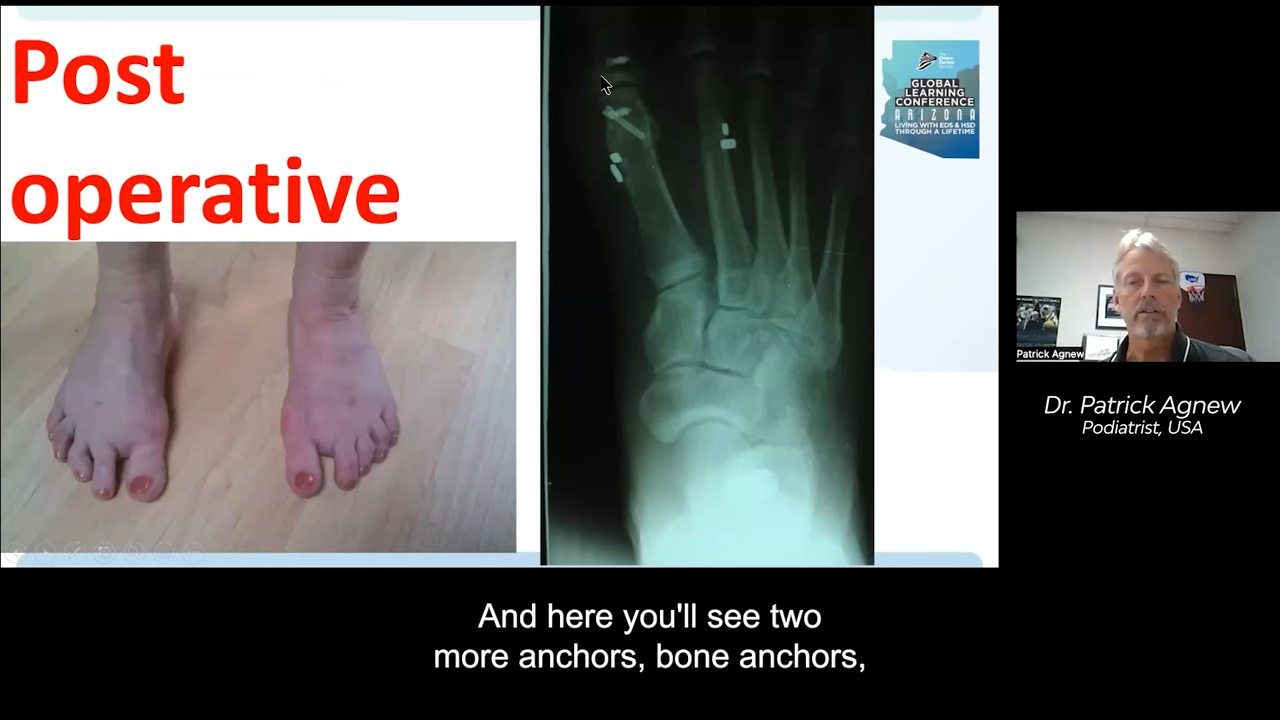 Post
operative
GLOBAL
LEARNING
CONFERENCE
ARIZONA
LIVING WITH EDS & HSD
THROUGH A LIFETIME
Patrick Agnew
Dr. Patrick Agnew
Podiatrist, USA
And here you'll see two
more anchors, bone anchors,